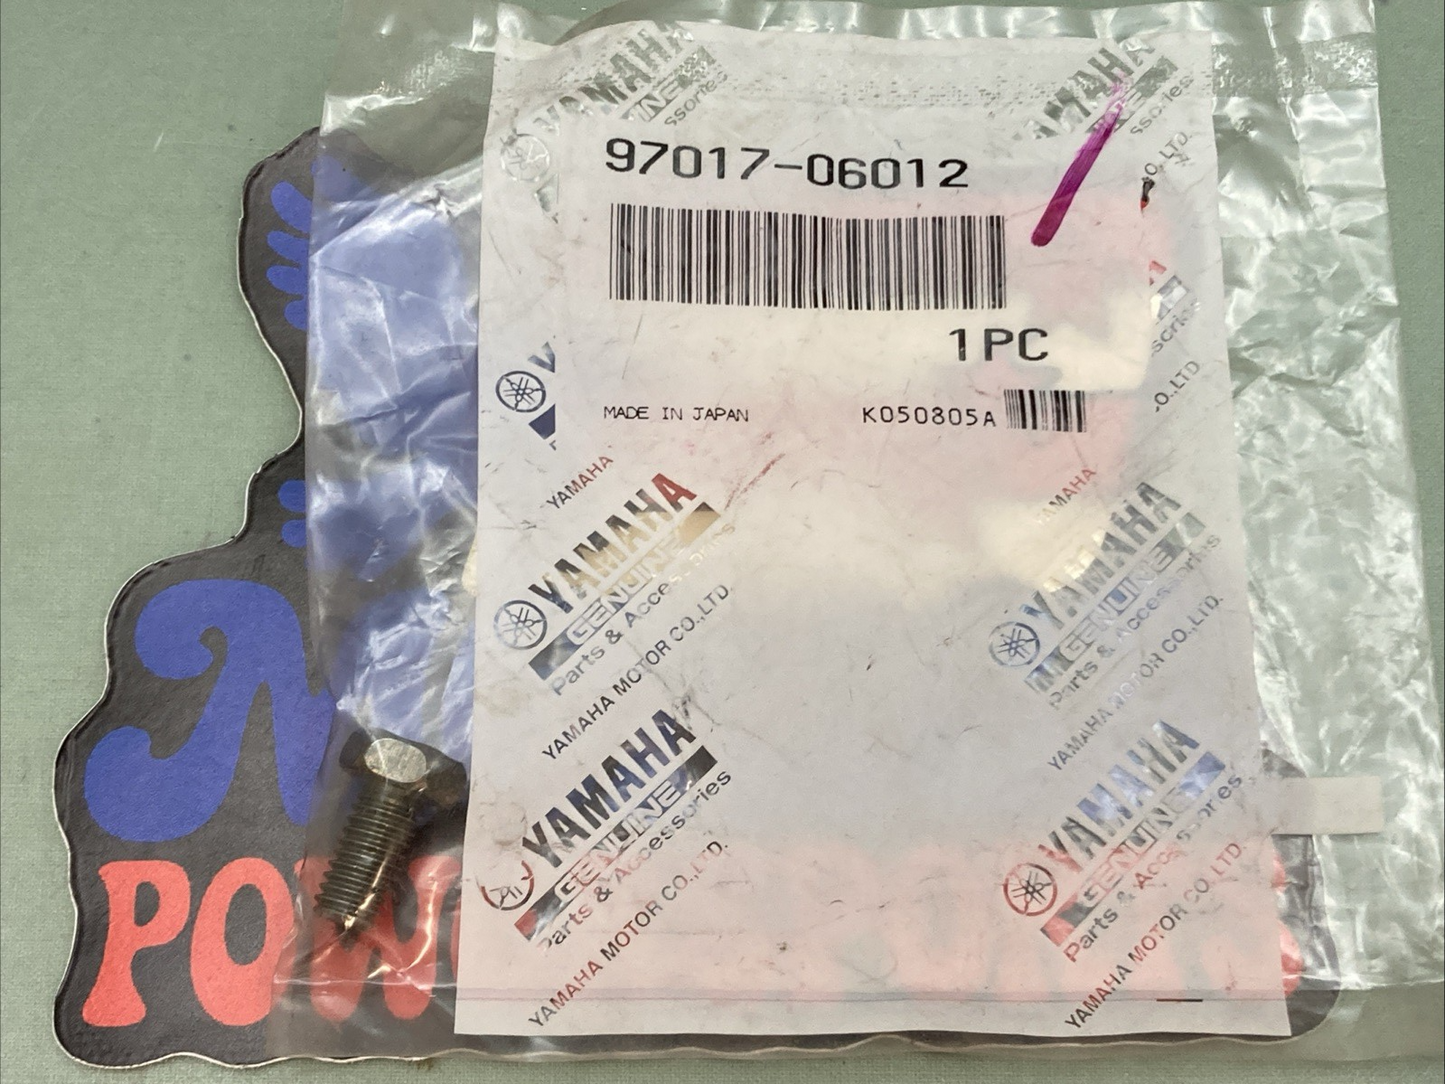 YAMAHA
97017-06012
1PC
MADE IN JAPAN K050805A
YAMAHA
YAMAHA
GENUINE
Parts & Accessories
YAMAHA MOTOR CO.,LTD.
YAMAHA
YAMAHA
GENUINE
Parts & Accessories
YAMAHA MOTOR CO.,LTD.
YAMAHA
GENUINE
Parts & Accessories
YAMAHA MOTOR CO.,LTD.
YAMAHA
GENUINE
Parts & Accessories
YAMAHA MOTOR CO.,LTD.
POW